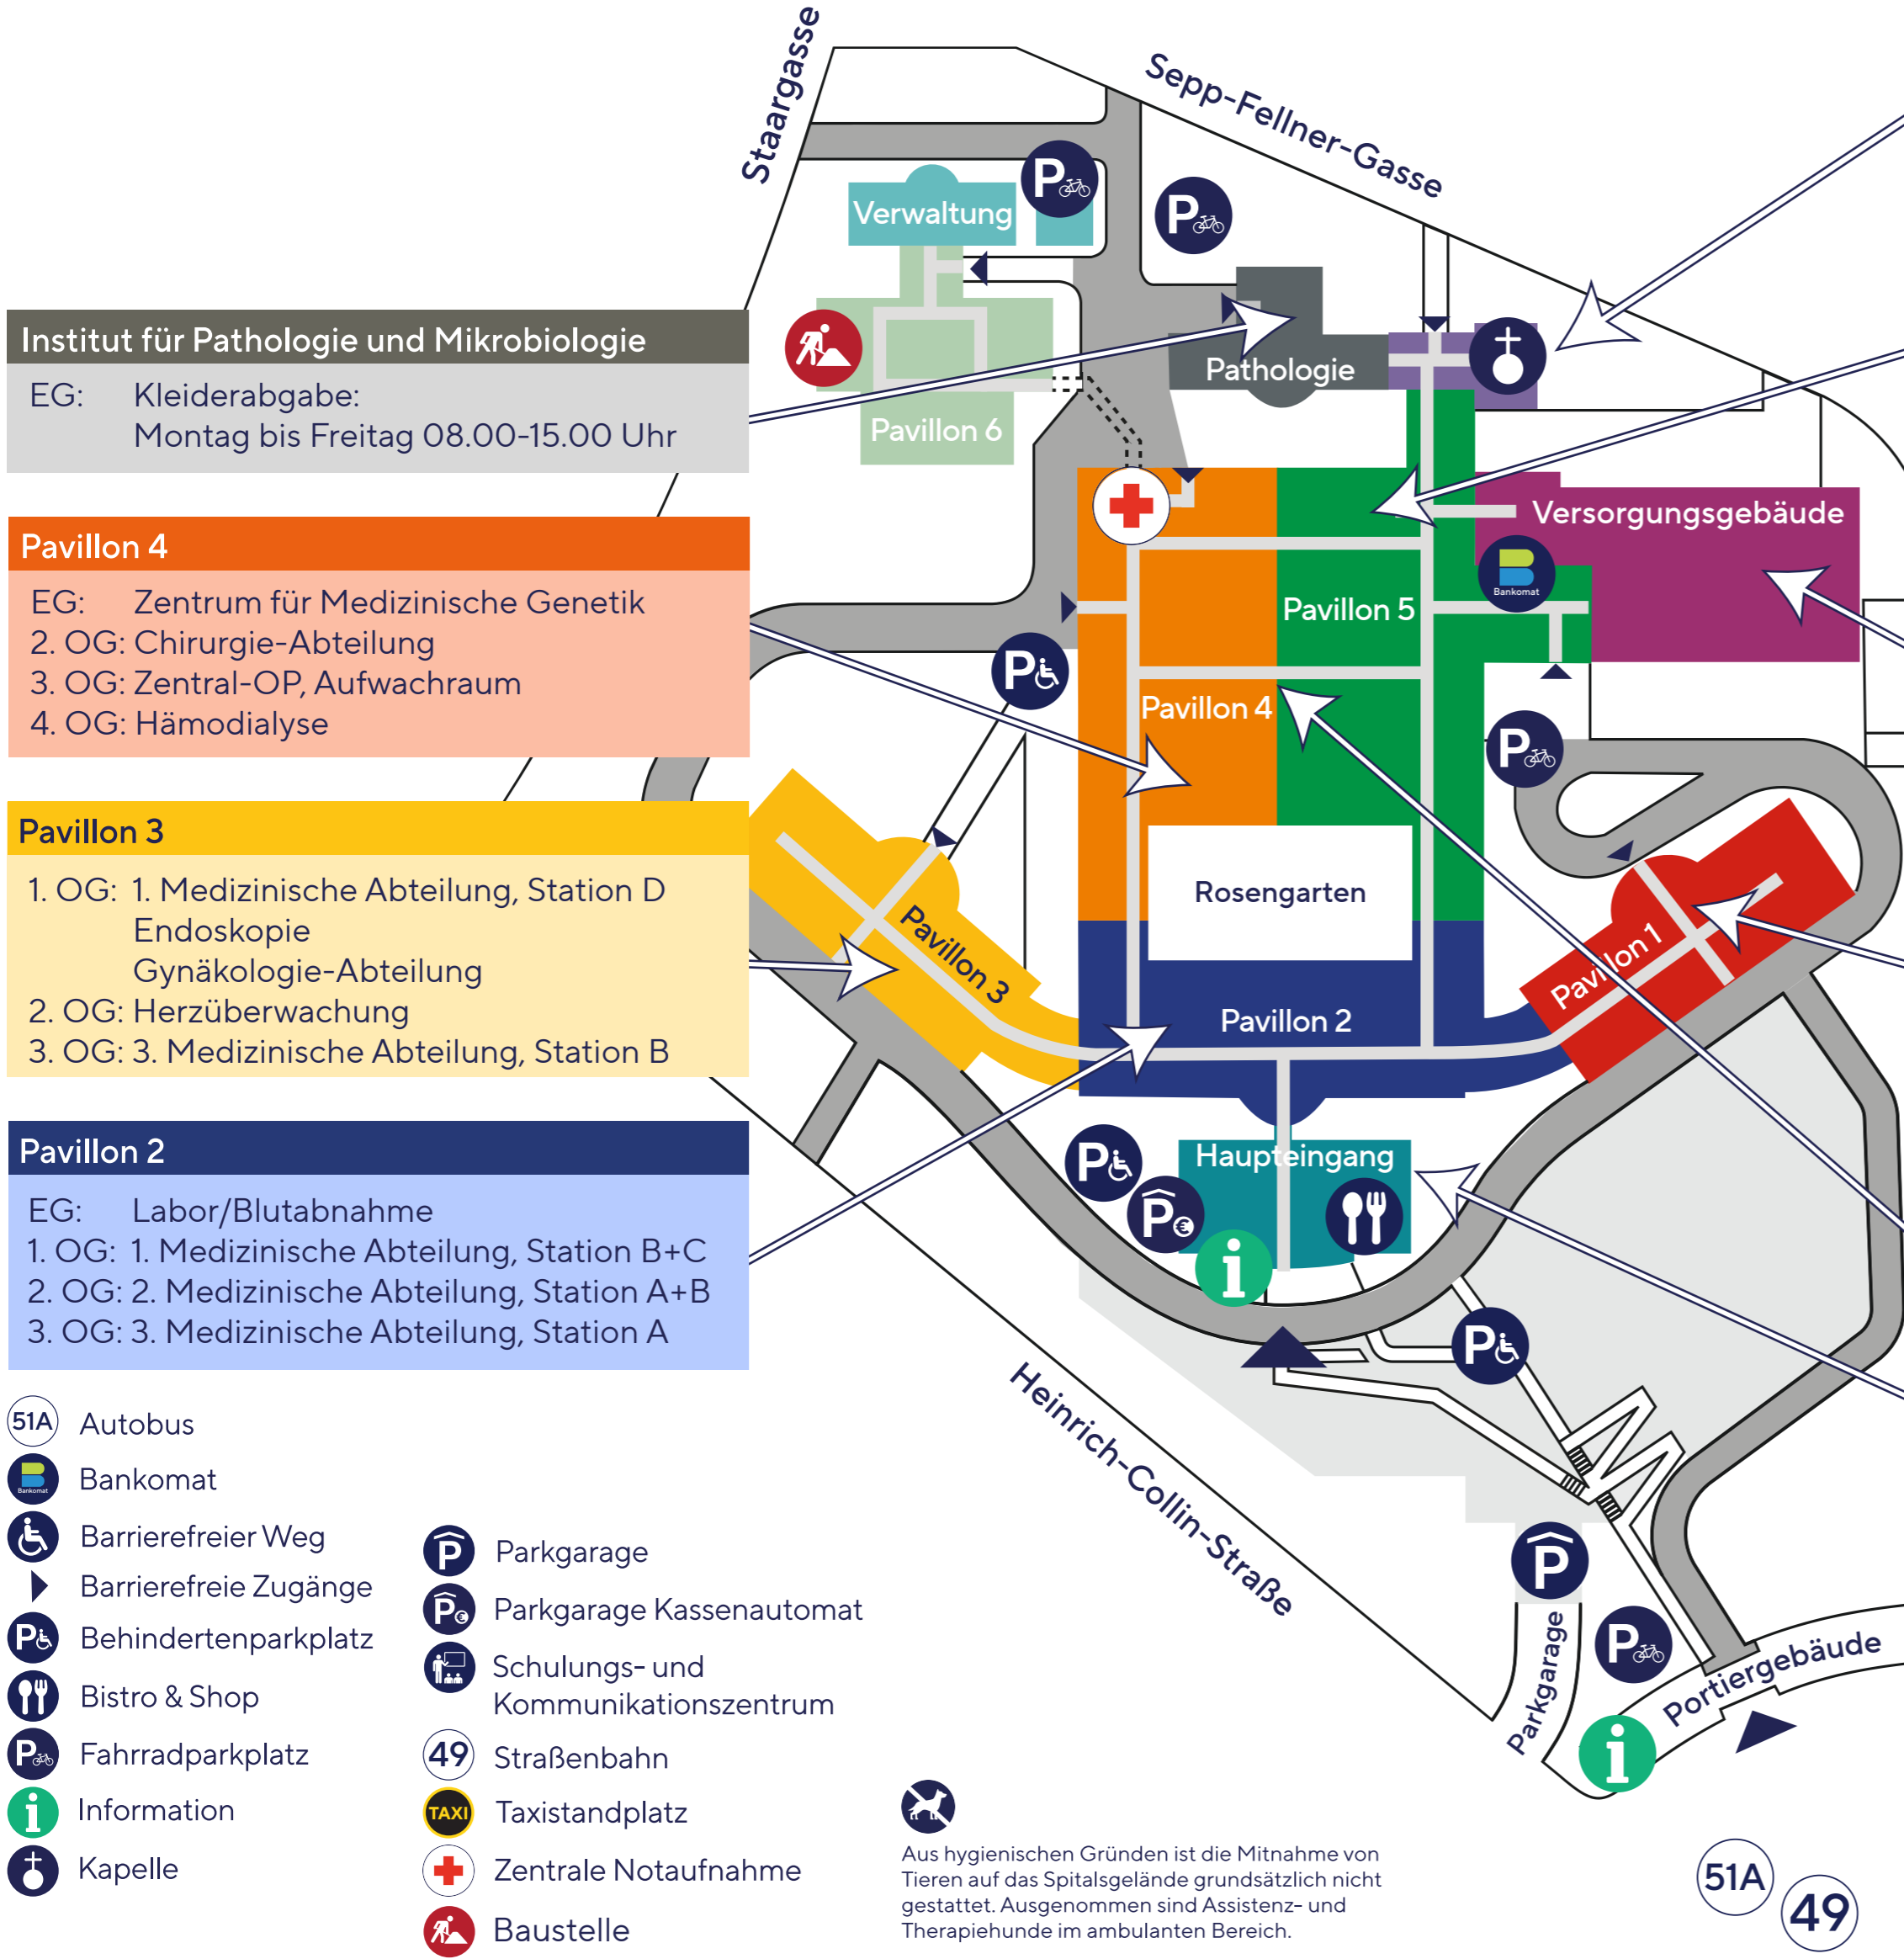 Staargasse
Sepp-Fellner-Gasse
Verwaltung
P
P
Institut für Pathologie und Mikrobiologie
EG: Kleiderabgabe:
Montag bis Freitag 08.00-15.00 Uhr
Pathologie
Pavillon 6
Versorgungsgebäude
Bankomat
Pavillon 5
Pavillon 4
EG: Zentrum für Medizinische Genetik
2. OG: Chirurgie-Abteilung
3. OG: Zentral-OP, Aufwachraum
4. OG: Hämodialyse
P
Pavillon 4
P
Pavillon 3
1. OG: 1. Medizinische Abteilung, Station D
Endoskopie
Gynäkologie-Abteilung
2. OG: Herzüberwachung
3. OG: 3. Medizinische Abteilung, Station B
Rosengarten
Pavillon 3
Pavillon 1
Pavillon 2
Pavillon 2
EG: Labor/Blutabnahme
1. OG: 1. Medizinische Abteilung, Station B+C
2. OG: 2. Medizinische Abteilung, Station A+B
3. OG: 3. Medizinische Abteilung, Station A
Haupteingang
P
P€
i
P
Heinrich-Collin-Straße
P
Parkgarage
P
Portiergebäude
i
51A Autobus
Bankomat Bankomat
Barrierefreier Weg
Barrierefreie Zugänge
P Behindertenparkplatz
Bistro & Shop
P Fahrradparkplatz
i Information
Kapelle
P Parkgarage
P€ Parkgarage Kassenautomat
Schulungs- und
Kommunikationszentrum
49 Straßenbahn
TAXI Taxistandplatz
Zentrale Notaufnahme
Baustelle
Aus hygienischen Gründen ist die Mitnahme von
Tieren auf das Spitalsgelände grundsätzlich nicht
gestattet. Ausgenommen sind Assistenz- und
Therapiehunde im ambulanten Bereich.
51A
49